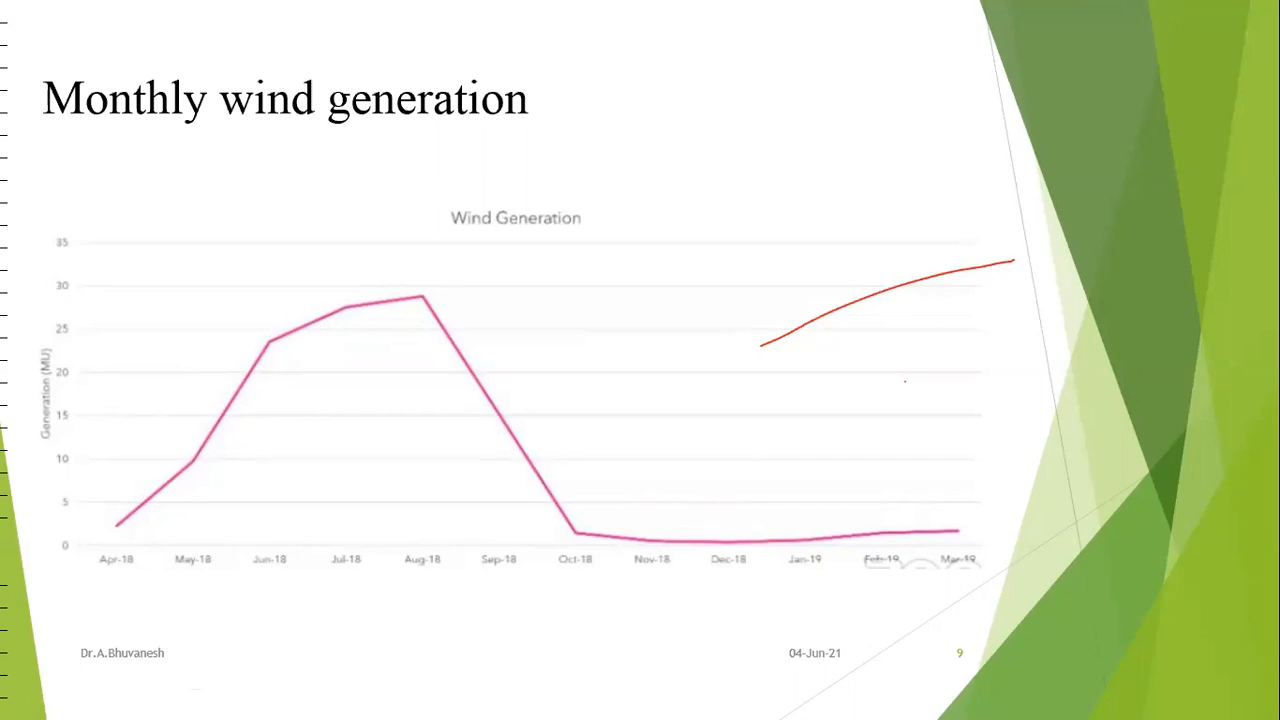 Monthly wind generation
Wind Generation
35
30
25
20
15
10
5
0
Generation (MU)
Apr-18 May-18 Jun-18 Jul-18 Aug-18 Sep-18 Oct-18 Nov-18 Dec-18 Jan-19 Feb-19 Mar-19
Dr.A.Bhuvanesh 04-Jun-21 9